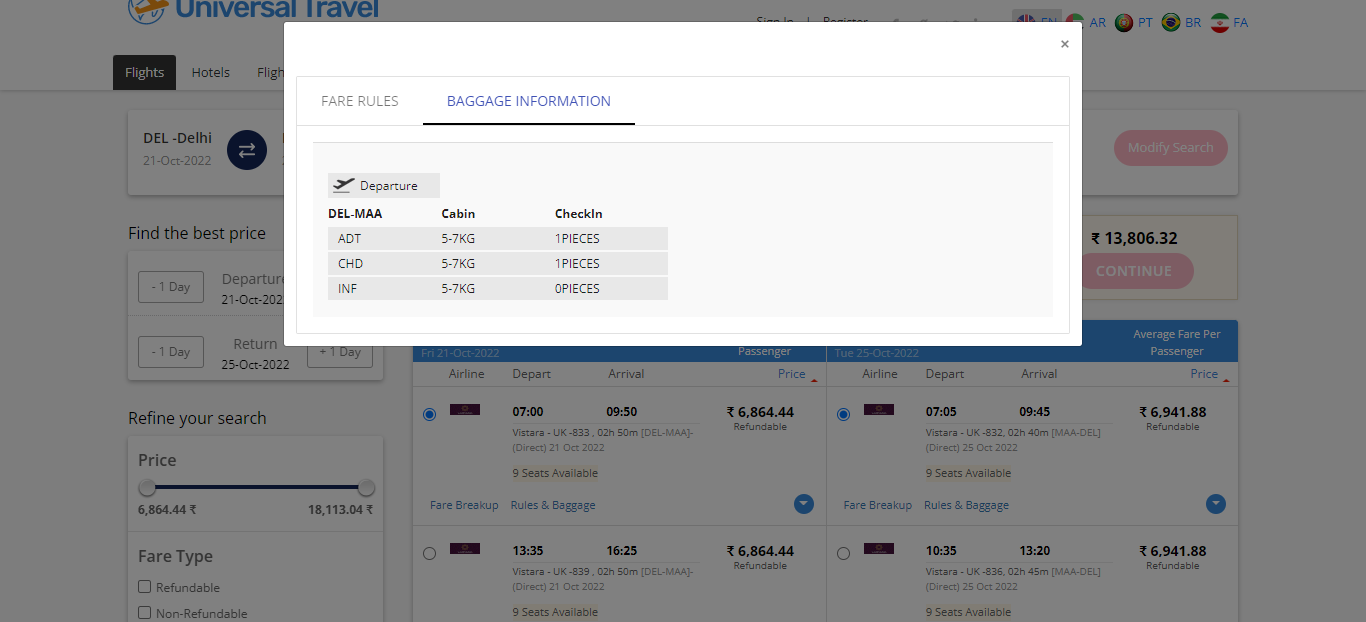 Universal Travel
Sign In | Register
EN AR PT BR FA
×
Flights Hotels Fligh
FARE RULES BAGGAGE INFORMATION
DEL -Delhi
21-Oct-2022
Modify Search
Departure
DEL-MAA Cabin CheckIn
ADT 5-7KG 1PIECES
CHD 5-7KG 1PIECES
INF 5-7KG 0PIECES
Find the best price
- 1 Day Departure
21-Oct-202
- 1 Day Return + 1 Day
25-Oct-2022
₹ 13,806.32
CONTINUE
Fri 21-Oct-2022 Passenger
Tue 25-Oct-2022 Average Fare Per
Passenger
Airline Depart Arrival Price
Airline Depart Arrival Price
07:00 09:50 ₹ 6,864.44
Vistara - UK -833 , 02h 50m [DEL-MAA]- Refundable
(Direct) 21 Oct 2022
9 Seats Available
Fare Breakup Rules & Baggage
07:05 09:45 ₹ 6,941.88
Vistara - UK -832, 02h 40m [MAA-DEL] Refundable
(Direct) 25 Oct 2022
9 Seats Available
Fare Breakup Rules & Baggage
13:35 16:25 ₹ 6,864.44
Vistara - UK -839 , 02h 50m [DEL-MAA]- Refundable
(Direct) 21 Oct 2022
9 Seats Available
10:35 13:20 ₹ 6,941.88
Vistara - UK -836, 02h 45m [MAA-DEL] Refundable
(Direct) 25 Oct 2022
9 Seats Available
Refine your search
Price
6,864.44 ₹ 18,113.04 ₹
Fare Type
Refundable
Non-Refundable